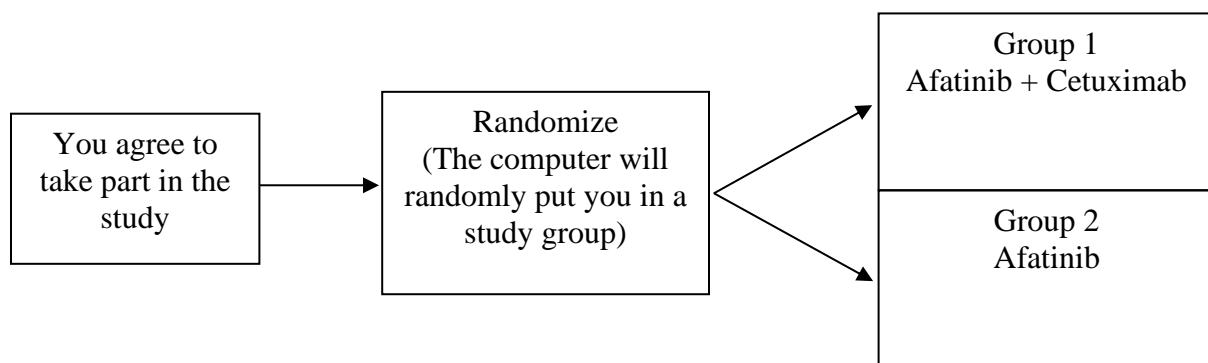 You agree to
take part in the
study
Randomize
(The computer will
randomly put you in a
study group)
Group 1
Afatinib + Cetuximab
Group 2
Afatinib